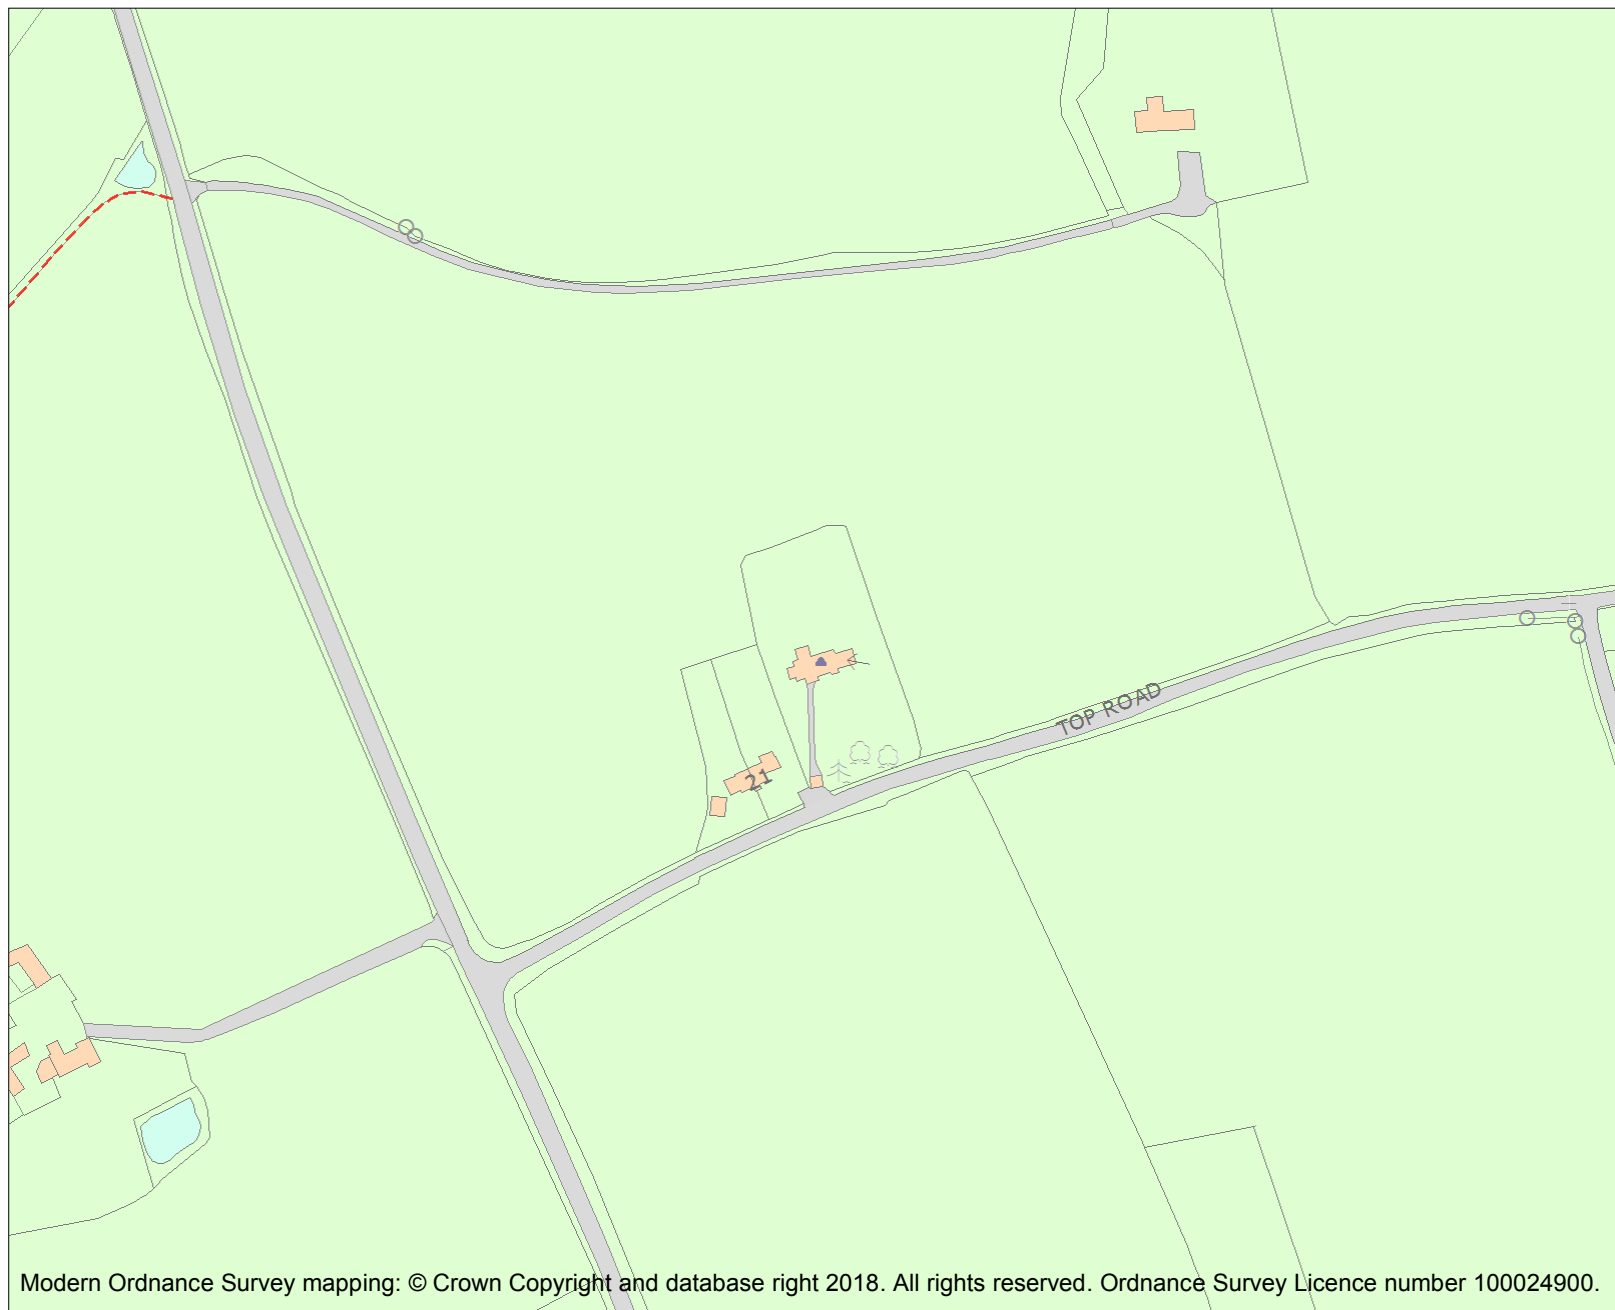 TOP ROAD
21
Modern Ordnance Survey mapping: © Crown Copyright and database right 2018. All rights reserved. Ordnance Survey Licence number 100024900.